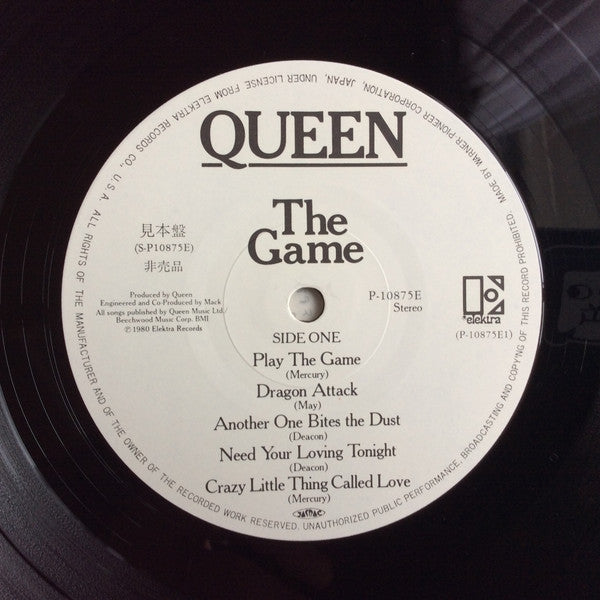 QUEEN
The
Game
見本盤
(S-P10875E)
非売品
Produced by Queen
Engineered and Co-Produced by Mack
All songs published by Queen Music Ltd./
Beechwood Music Corp. BMI
℗ 1980 Elektra Records
P-10875E
Stereo
elektra
(P-10875E1)
SIDE ONE
Play The Game
(Mercury)
Dragon Attack
(May)
Another One Bites the Dust
(Deacon)
Need Your Loving Tonight
(Deacon)
Crazy Little Thing Called Love
(Mercury)
JASRAC
MADE BY WARNER PIONEER CORPORATION, JAPAN, UNDER LICENSE FROM ELEKTRA RECORDS CO., U.S.A. ALL RIGHTS OF THE MANUFACTURER AND OF THE OWNER OF THE RECORDED WORK RESERVED. UNAUTHORIZED PUBLIC PERFORMANCE, BROADCASTING AND COPYING OF THIS RECORD PROHIBITED.